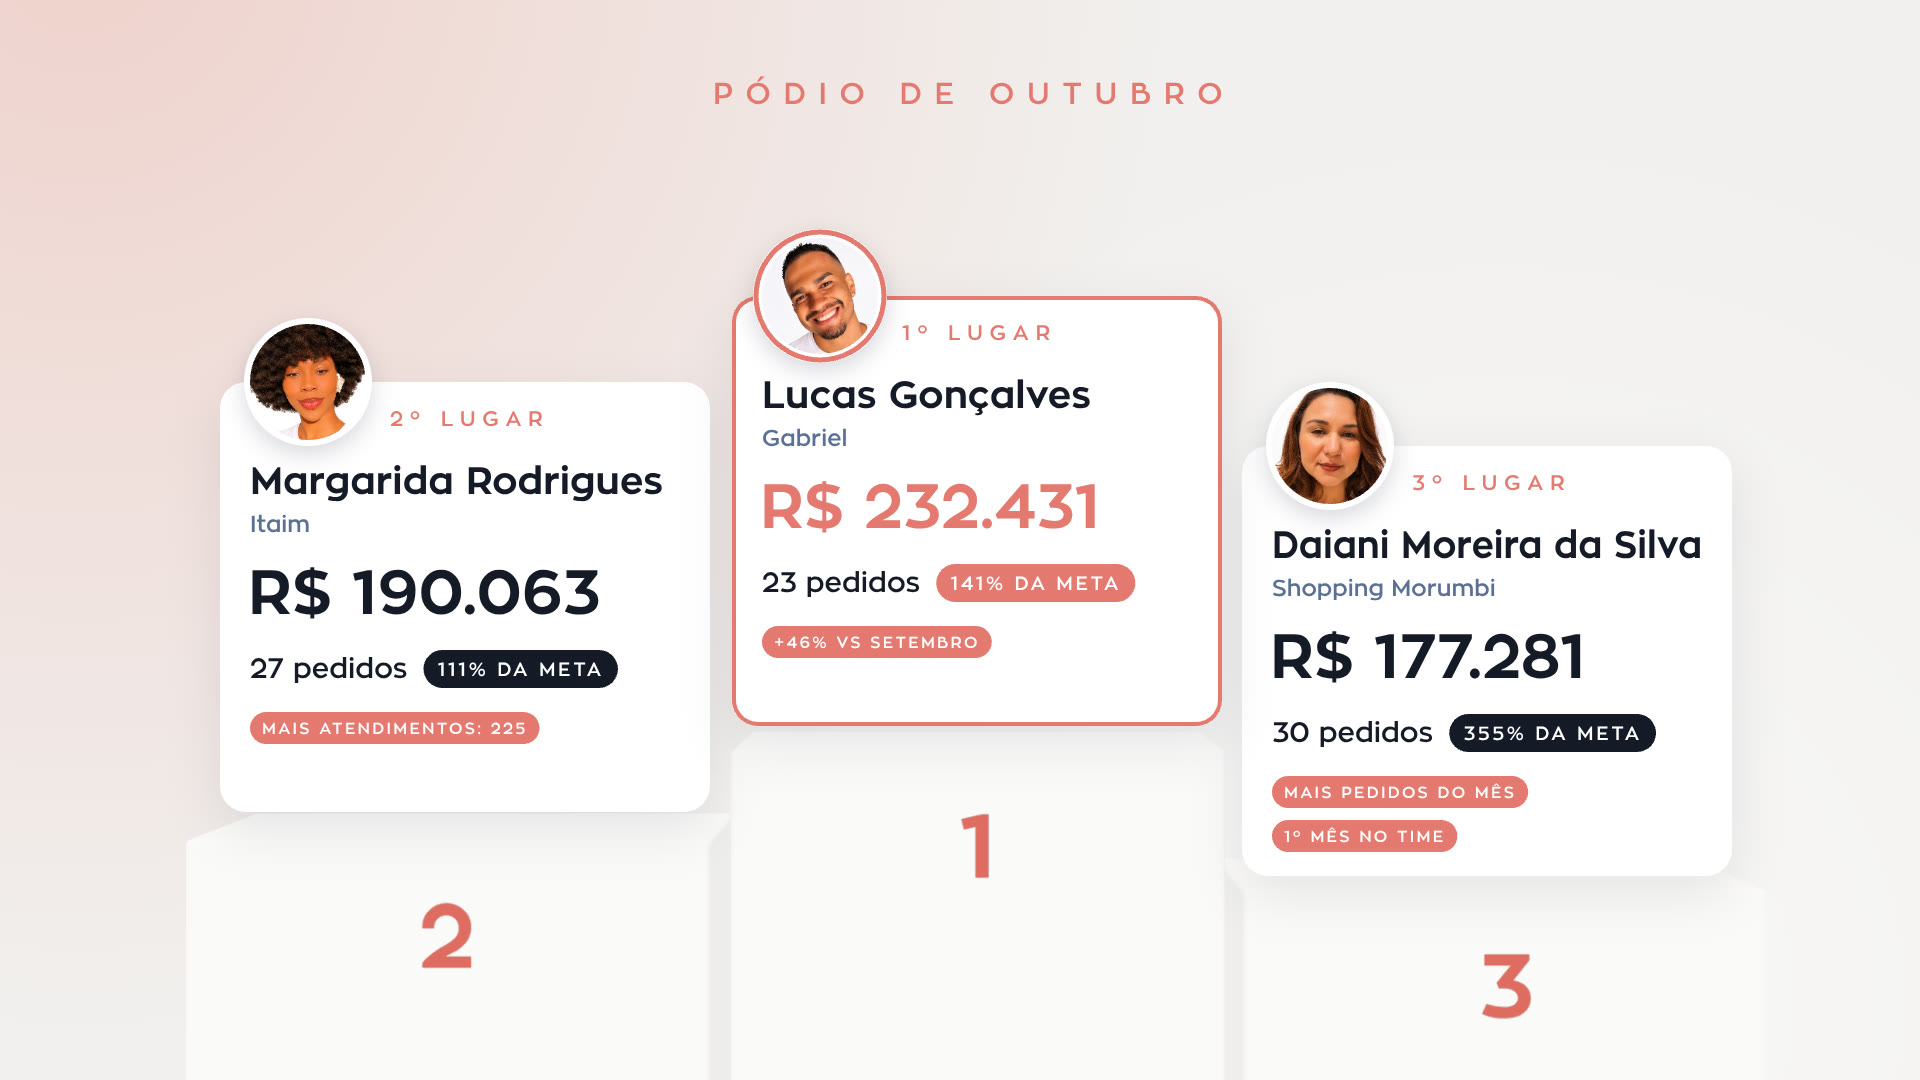 PÓDIO DE OUTUBRO
2º LUGAR
Margarida Rodrigues
Itaim
R$ 190.063
27 pedidos 111% DA META
MAIS ATENDIMENTOS: 225
2
1º LUGAR
Lucas Gonçalves
Gabriel
R$ 232.431
23 pedidos 141% DA META
+46% VS SETEMBRO
1
3º LUGAR
Daiani Moreira da Silva
Shopping Morumbi
R$ 177.281
30 pedidos 355% DA META
MAIS PEDIDOS DO MÊS
1º MÊS NO TIME
3